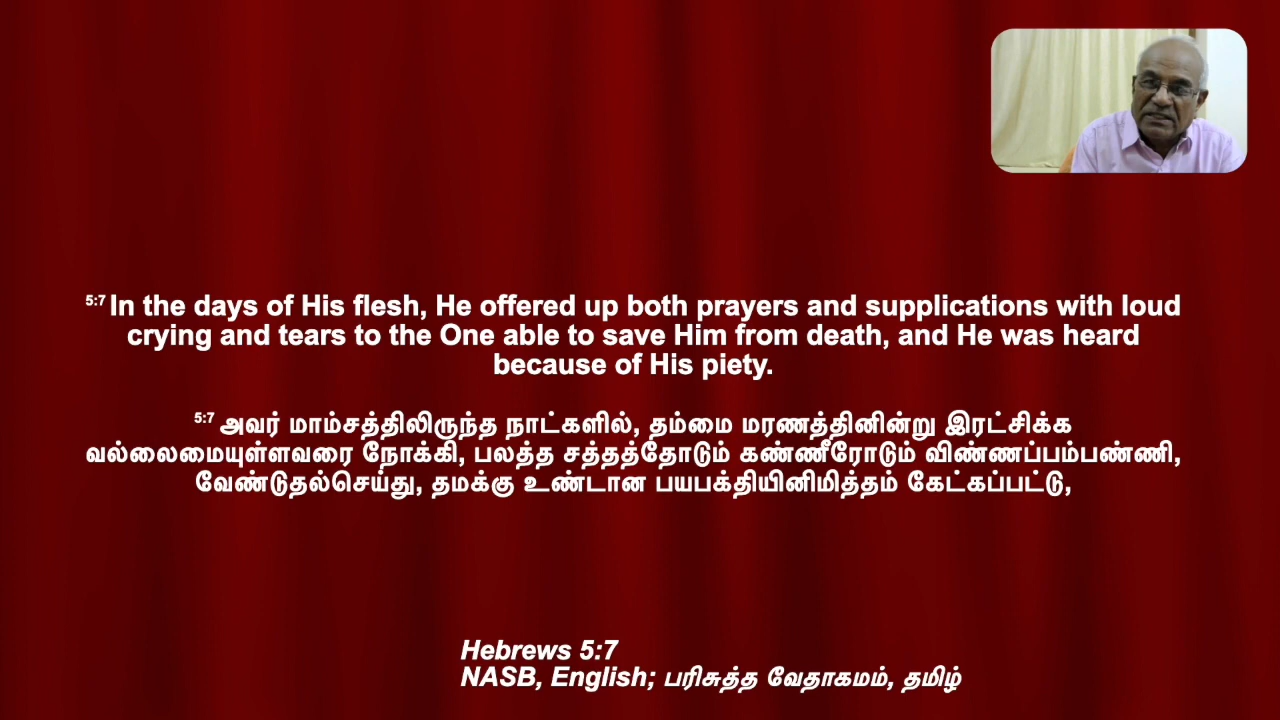 5:7 In the days of His flesh, He offered up both prayers and supplications with loud
crying and tears to the One able to save Him from death, and He was heard
because of His piety.
5:7 அவர் மாம்சத்திலிருந்த நாட்களில், தம்மை மரணத்தினின்று இரட்சிக்க
வல்லமையுள்ளவரை நோக்கி, பலத்த சத்தத்தோடும் கண்ணீரோடும் விண்ணப்பம்பண்ணி,
வேண்டுதல்செய்து, தமக்கு உண்டான பயபக்தியினிமித்தம் கேட்கப்பட்டு,
Hebrews 5:7
NASB, English; பரிசுத்த வேதாகமம், தமிழ்